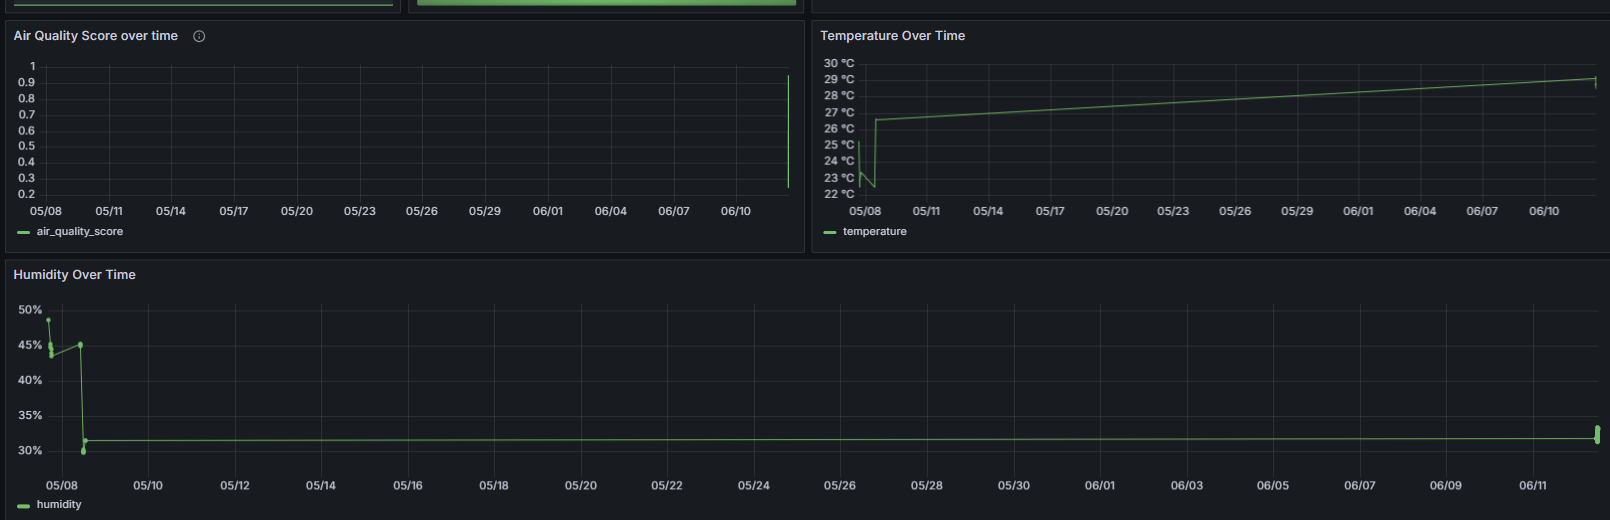 Air Quality Score over time
1
0.9
0.8
0.7
0.6
0.5
0.4
0.3
0.2
05/08 05/11 05/14 05/17 05/20 05/23 05/26 05/29 06/01 06/04 06/07 06/10
air_quality_score
Temperature Over Time
30 °C
29 °C
28 °C
27 °C
26 °C
25 °C
24 °C
23 °C
22 °C
05/08 05/11 05/14 05/17 05/20 05/23 05/26 05/29 06/01 06/04 06/07 06/10
temperature
Humidity Over Time
50%
45%
40%
35%
30%
05/08 05/10 05/12 05/14 05/16 05/18 05/20 05/22 05/24 05/26 05/28 05/30 06/01 06/03 06/05 06/07 06/09 06/11
humidity